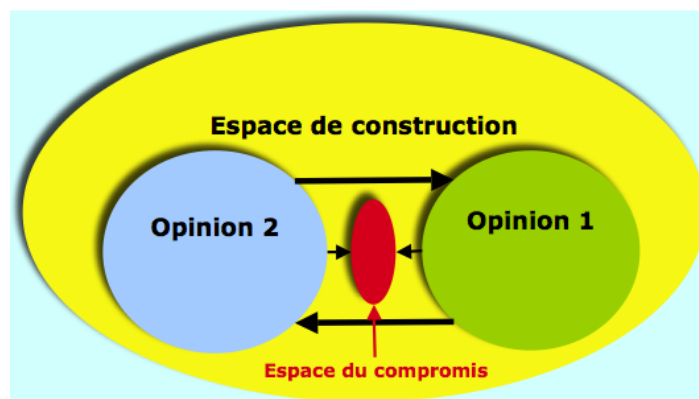 Espace de construction
Opinion 2
Opinion 1
Espace du compromis